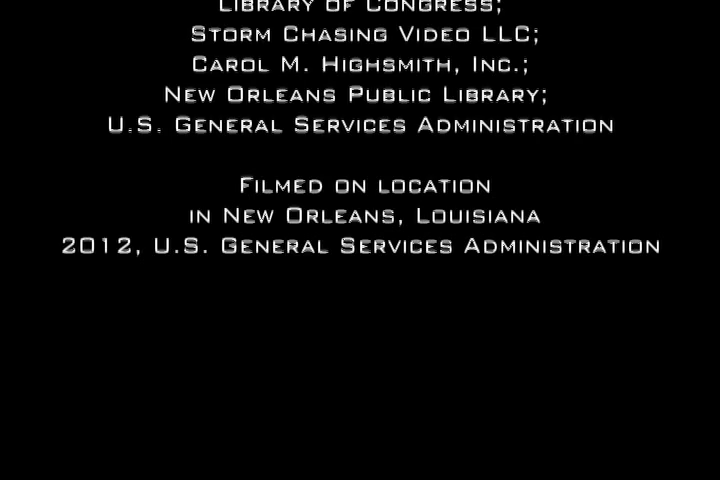 Library of Congress;
Storm Chasing Video LLC;
Carol M. Highsmith, Inc.;
New Orleans Public Library;
U.S. General Services Administration
Filmed on location
in New Orleans, Louisiana
2012, U.S. General Services Administration